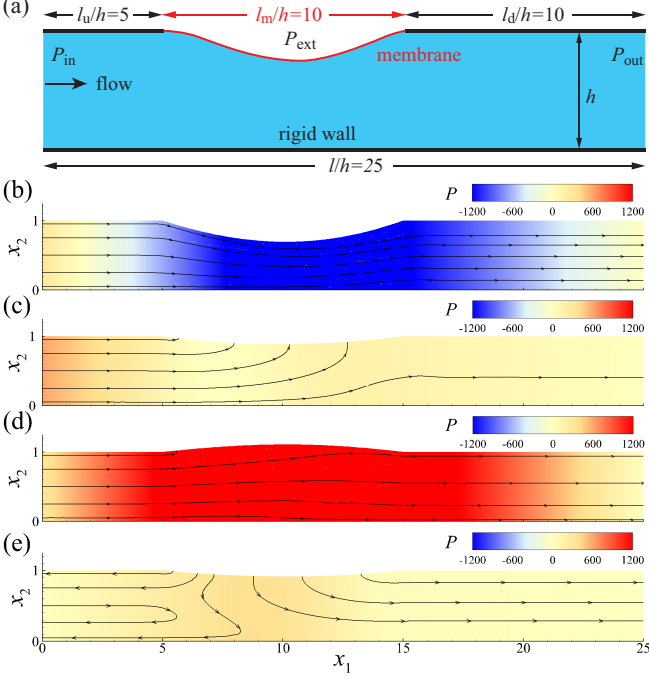 (a)
l_u/h=5 l_m/h=10 l_d/h=10
P_in P_ext P_out
membrane
flow h
rigid wall
l/h=25
(b)
P
-1200 -600 0 600 1200
1
x_2
0
(c)
P
-1200 -600 0 600 1200
1
x_2
0
(d)
P
-1200 -600 0 600 1200
1
x_2
0
(e)
P
-1200 -600 0 600 1200
1
x_2
0
0 5 10 15 20 25
x_1